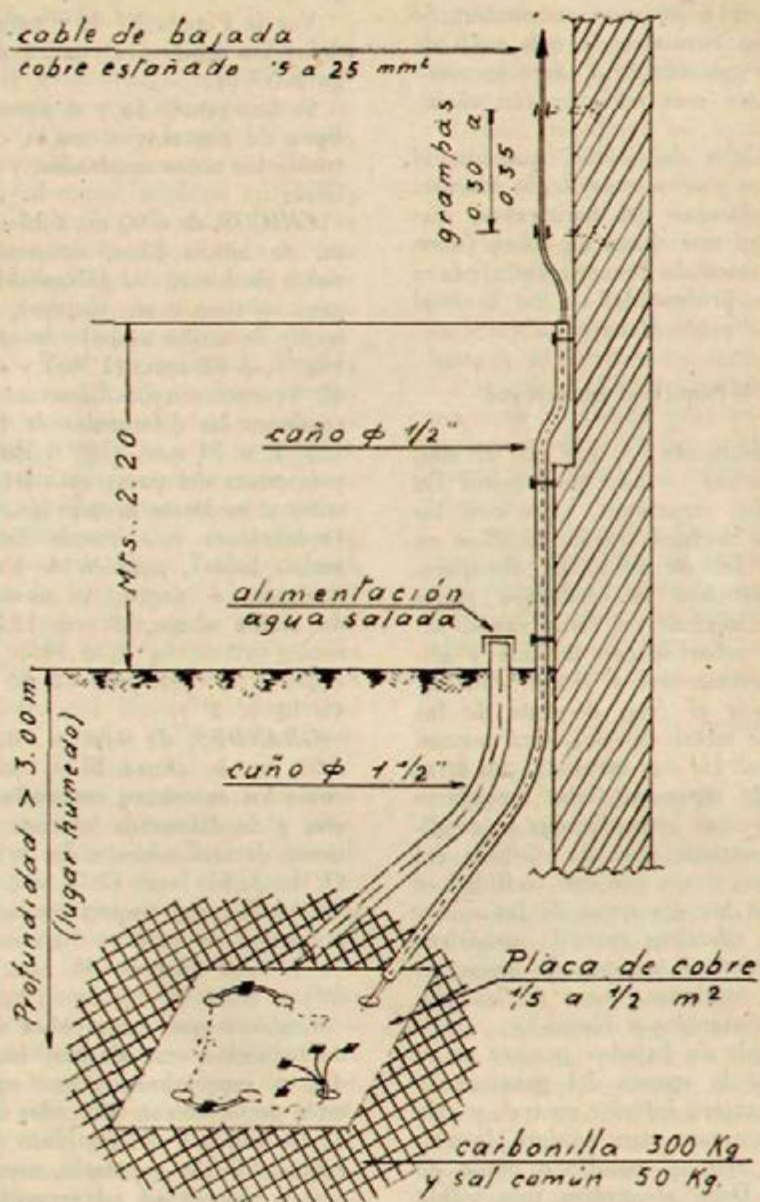 cable de bajada
cobre estañado 15 a 25 mm²
grampas
0.30 a
0.35
Mts. 2.20
caño φ 1/2"
alimentación
agua salada
caño φ 1 1/2"
Profundidad > 3.00 m
(lugar húmedo)
Placa de cobre
1/5 a 1/2 m²
carbonilla 300 Kg
y sal común 50 Kg.